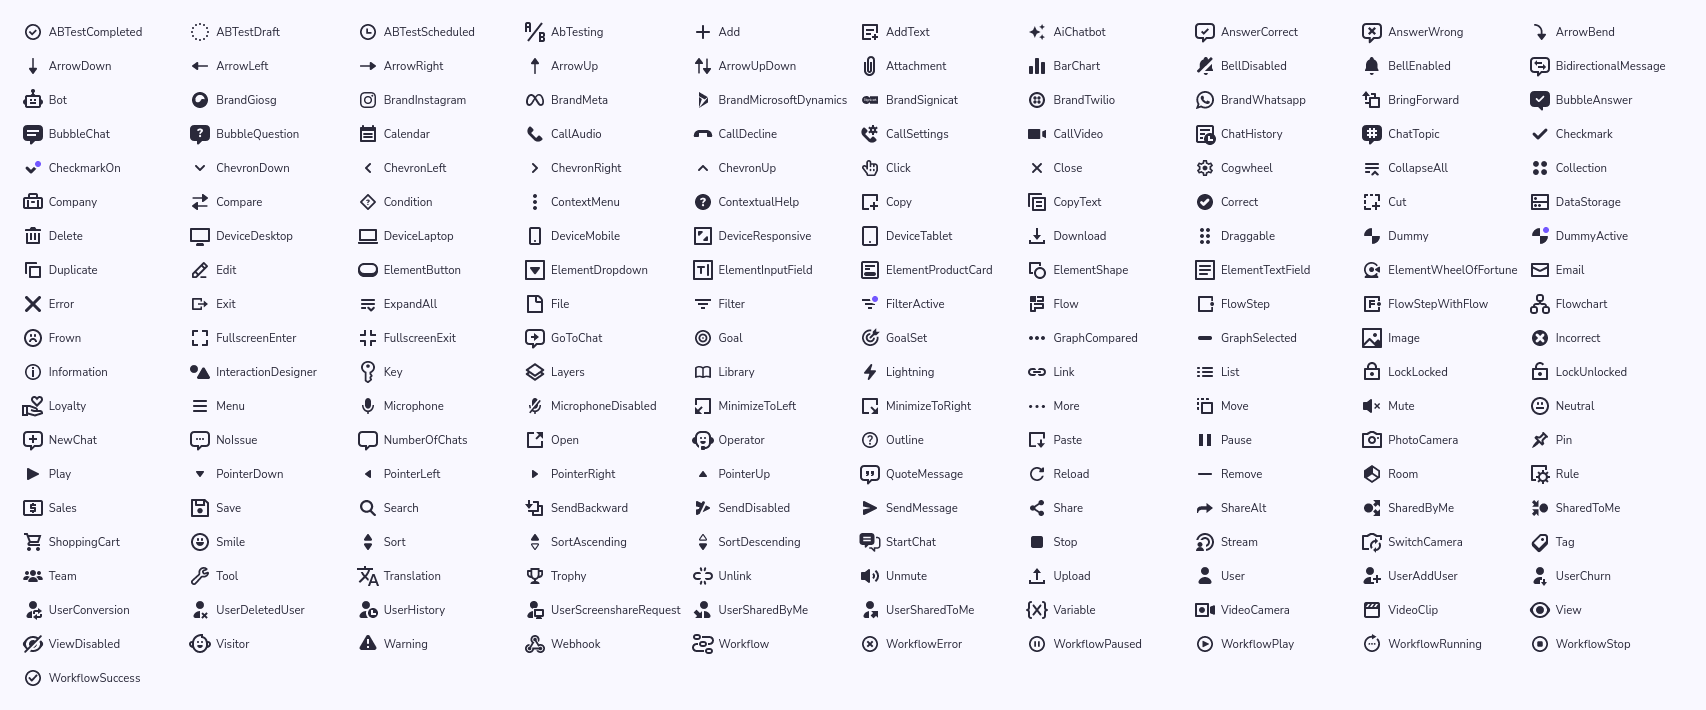 ABTestCompleted ABTestDraft ABTestScheduled AbTesting Add AddText AiChatbot AnswerCorrect AnswerWrong ArrowBend
ArrowDown ArrowLeft ArrowRight ArrowUp ArrowUpDown Attachment BarChart BellDisabled BellEnabled BidirectionalMessage
Bot BrandGiosg BrandInstagram BrandMeta BrandMicrosoftDynamics BrandSignicat BrandTwilio BrandWhatsapp BringForward BubbleAnswer
BubbleChat BubbleQuestion Calendar CallAudio CallDecline CallSettings CallVideo ChatHistory ChatTopic Checkmark
CheckmarkOn ChevronDown ChevronLeft ChevronRight ChevronUp Click Close Cogwheel CollapseAll Collection
Company Compare Condition ContextMenu ContextualHelp Copy CopyText Correct Cut DataStorage
Delete DeviceDesktop DeviceLaptop DeviceMobile DeviceResponsive DeviceTablet Download Draggable Dummy DummyActive
Duplicate Edit ElementButton ElementDropdown ElementInputField ElementProductCard ElementShape ElementTextField ElementWheelOfFortune Email
Error Exit ExpandAll File Filter FilterActive Flow FlowStep FlowStepWithFlow Flowchart
Frown FullscreenEnter FullscreenExit GoToChat Goal GoalSet GraphCompared GraphSelected Image Incorrect
Information InteractionDesigner Key Layers Library Lightning Link List LockLocked LockUnlocked
Loyalty Menu Microphone MicrophoneDisabled MinimizeToLeft MinimizeToRight More Move Mute Neutral
NewChat NoIssue NumberOfChats Open Operator Outline Paste Pause PhotoCamera Pin
Play PointerDown PointerLeft PointerRight PointerUp QuoteMessage Reload Remove Room Rule
Sales Save Search SendBackward SendDisabled SendMessage Share ShareAlt SharedByMe SharedToMe
ShoppingCart Smile Sort SortAscending SortDescending StartChat Stop Stream SwitchCamera Tag
Team Tool Translation Trophy Unlink Unmute Upload User UserAddUser UserChurn
UserConversion UserDeletedUser UserHistory UserScreenshareRequest UserSharedByMe UserSharedToMe Variable VideoCamera VideoClip View
ViewDisabled Visitor Warning Webhook Workflow WorkflowError WorkflowPaused WorkflowPlay WorkflowRunning WorkflowStop
WorkflowSuccess